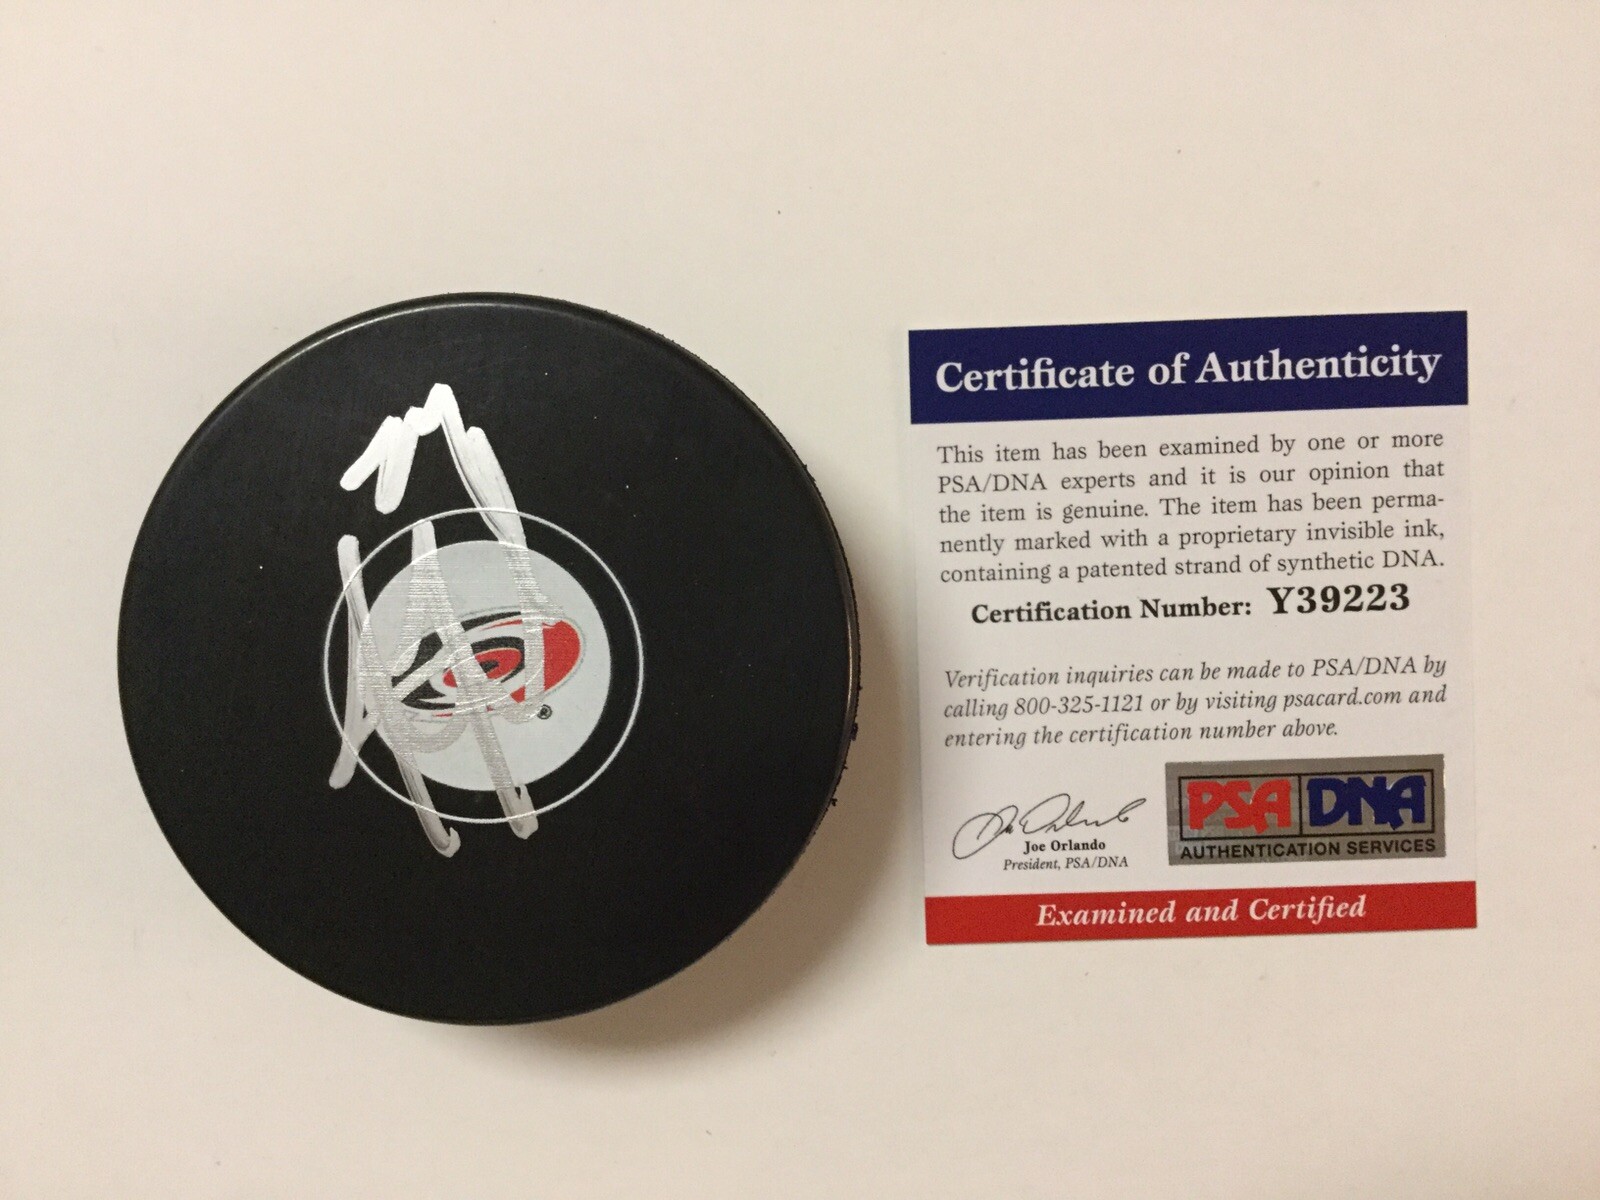 ®
Certificate of Authenticity
This item has been examined by one or more
PSA/DNA experts and it is our opinion that
the item is genuine. The item has been perma-
nently marked with a proprietary invisible ink,
containing a patented strand of synthetic DNA.
Certification Number: Y39223
Verification inquiries can be made to PSA/DNA by
calling 800-325-1121 or by visiting psacard.com and
entering the certification number above.
Joe Orlando
President, PSA/DNA
PSA DNA
AUTHENTICATION SERVICES
Examined and Certified